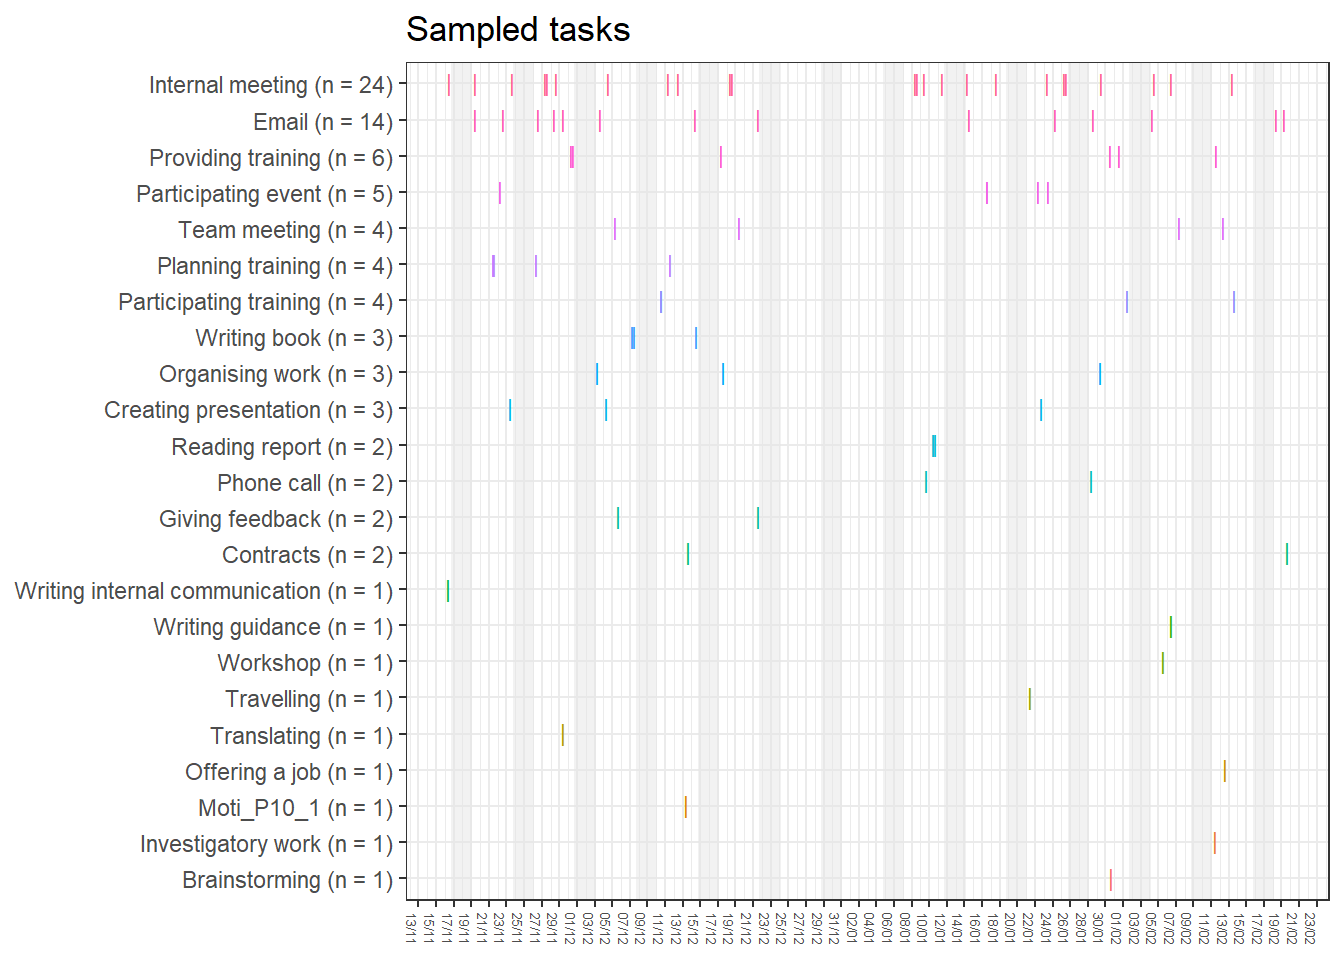 Sampled tasks
Internal meeting (n = 24)
Email (n = 14)
Providing training (n = 6)
Participating event (n = 5)
Team meeting (n = 4)
Planning training (n = 4)
Participating training (n = 4)
Writing book (n = 3)
Organising work (n = 3)
Creating presentation (n = 3)
Reading report (n = 2)
Phone call (n = 2)
Giving feedback (n = 2)
Contracts (n = 2)
Writing internal communication (n = 1)
Writing guidance (n = 1)
Workshop (n = 1)
Travelling (n = 1)
Translating (n = 1)
Offering a job (n = 1)
Moti_P10_1 (n = 1)
Investigatory work (n = 1)
Brainstorming (n = 1)
13/11
15/11
17/11
19/11
21/11
23/11
25/11
27/11
29/11
01/12
03/12
05/12
07/12
09/12
11/12
13/12
15/12
17/12
19/12
21/12
23/12
25/12
27/12
29/12
31/12
02/01
04/01
06/01
08/01
10/01
12/01
14/01
16/01
18/01
20/01
22/01
24/01
26/01
28/01
30/01
01/02
03/02
05/02
07/02
09/02
11/02
13/02
15/02
17/02
19/02
21/02
23/02